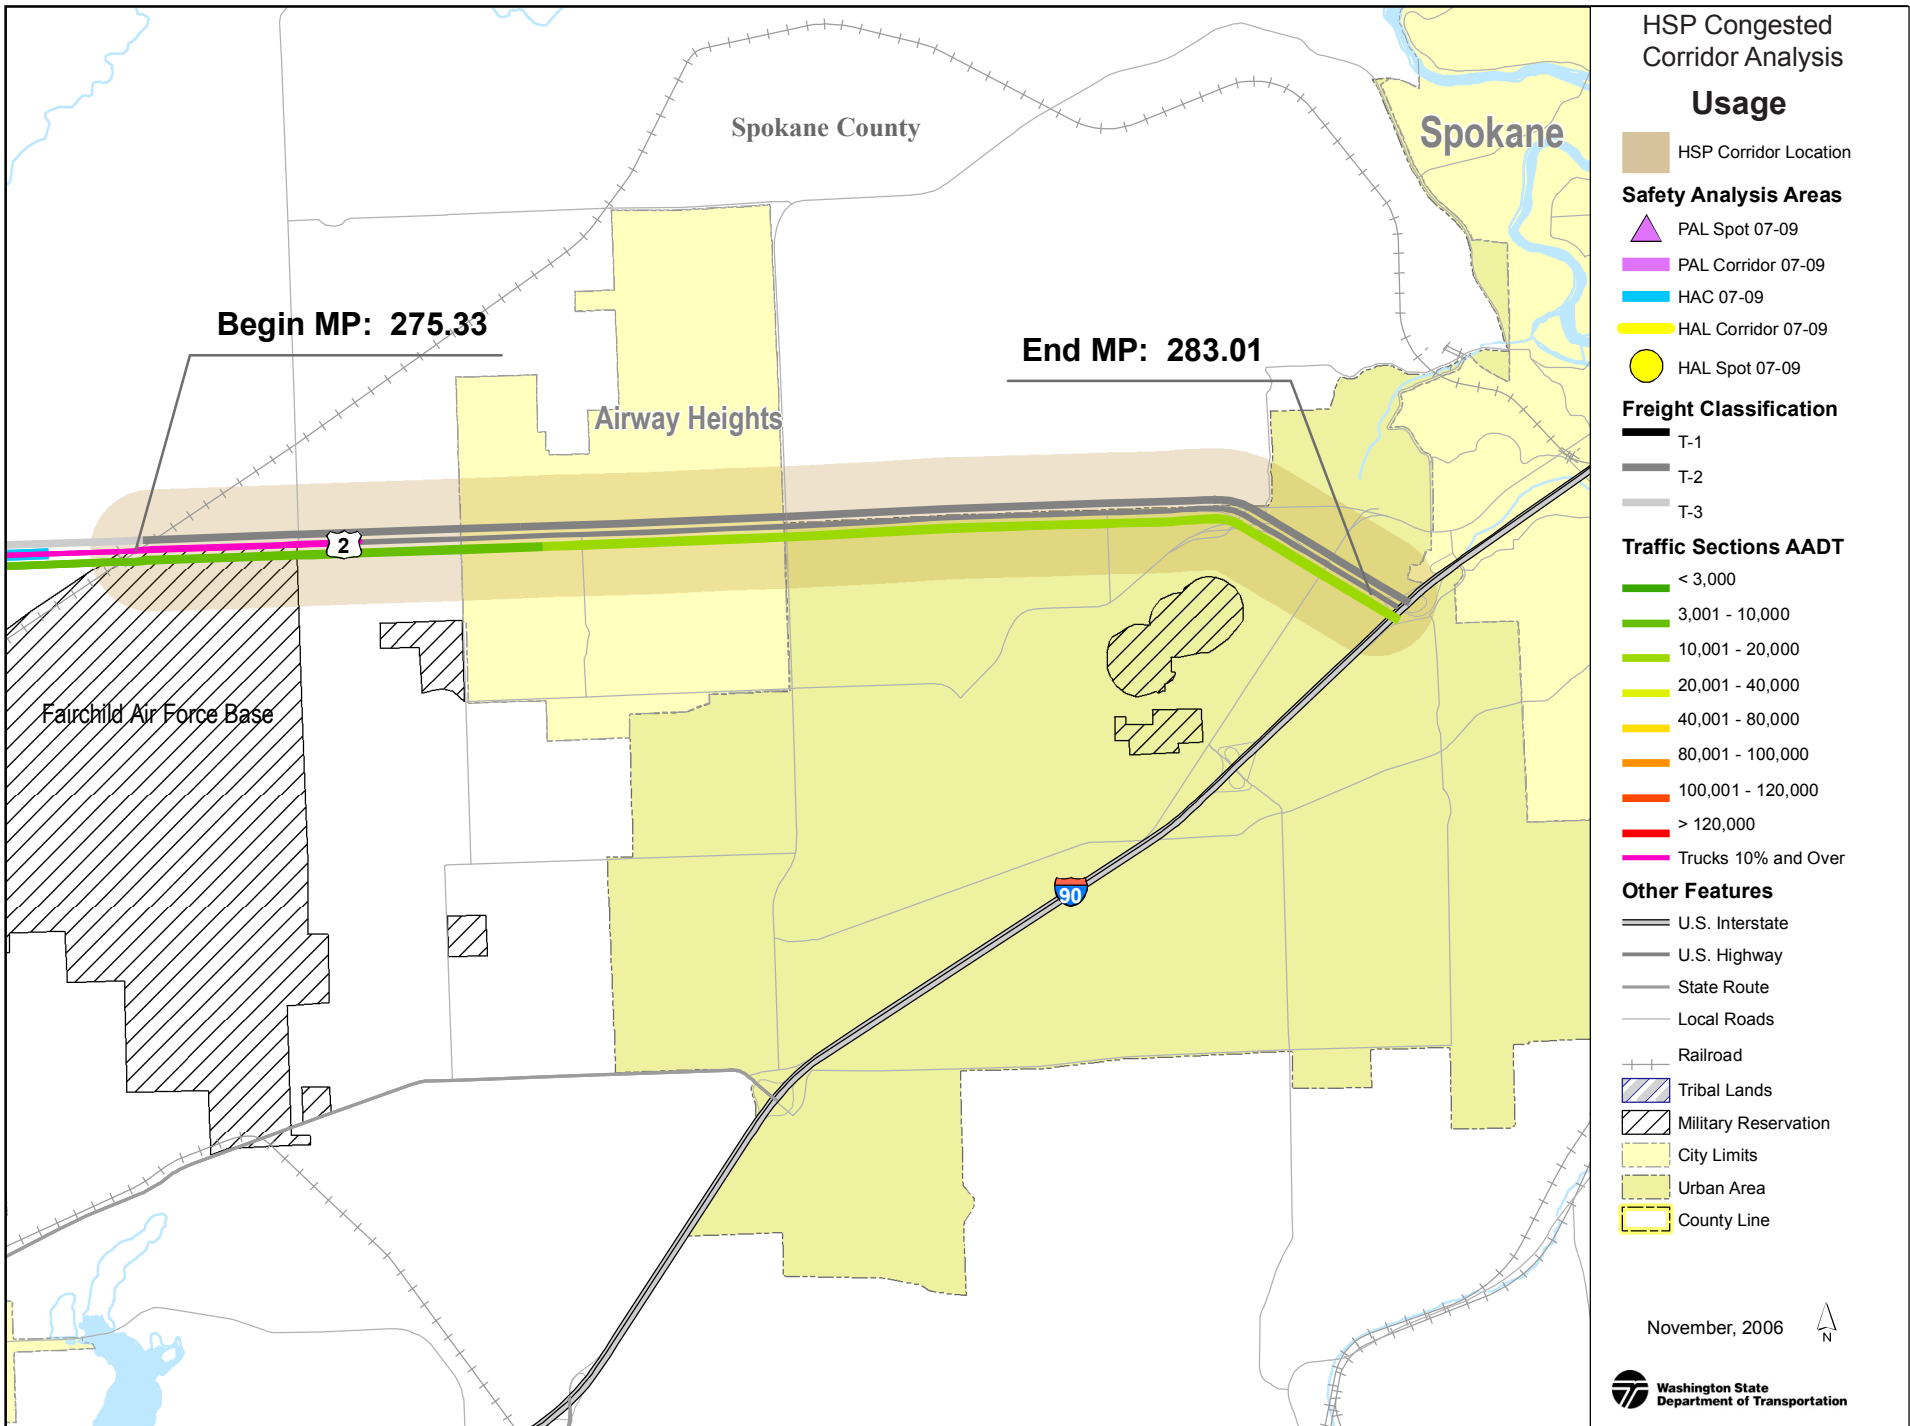 Spokane County
Spokane
Begin MP: 275.33
End MP: 283.01
Airway Heights
2
Fairchild Air Force Base
90
HSP Congested
Corridor Analysis
Usage
HSP Corridor Location
Safety Analysis Areas
PAL Spot 07-09
PAL Corridor 07-09
HAC 07-09
HAL Corridor 07-09
HAL Spot 07-09
Freight Classification
T-1
T-2
T-3
Traffic Sections AADT
< 3,000
3,001 - 10,000
10,001 - 20,000
20,001 - 40,000
40,001 - 80,000
80,001 - 100,000
100,001 - 120,000
> 120,000
Trucks 10% and Over
Other Features
U.S. Interstate
U.S. Highway
State Route
Local Roads
Railroad
Tribal Lands
Military Reservation
City Limits
Urban Area
County Line
November, 2006
N
Washington State
Department of Transportation